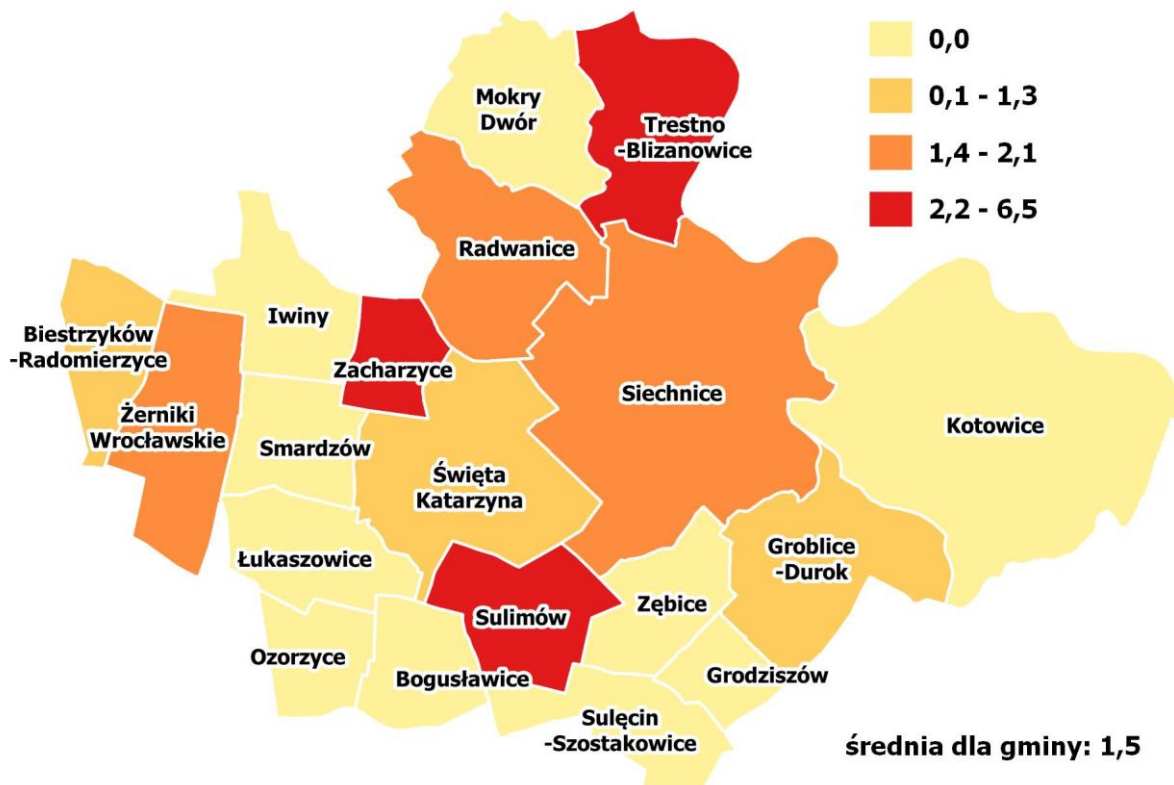 0,0
0,1 - 1,3
1,4 - 2,1
2,2 - 6,5
Mokry
Dwór
Trestno
-Blizanowice
Radwanice
Iwiny
Biestrzyków
-Radomierzyce
Zacharzyce
Siechnice
Żerniki
Wrocławskie
Smardzów
Kotowice
Święta
Katarzyna
Łukaszowice
Groblice
-Durok
Zębice
Sulimów
Ozorzyce
Bogusławice
Grodziszów
Sulęcin
-Szostakowice
średnia dla gminy: 1,5